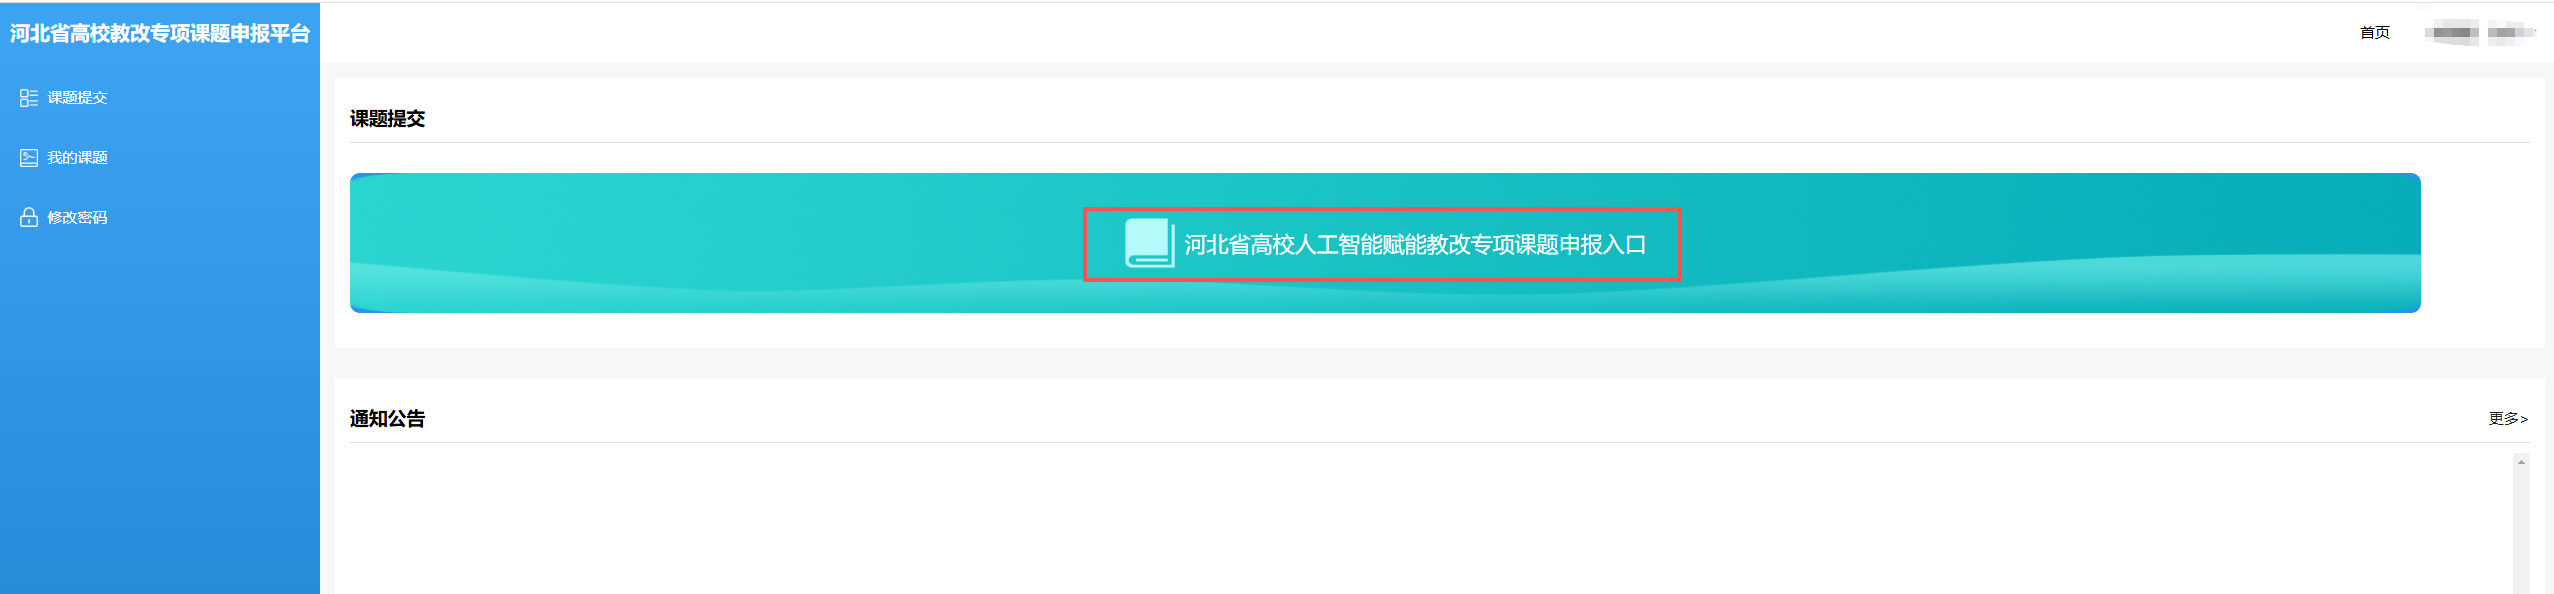 河北省高校教改专项课题申报平台
首页
课题提交
我的课题
修改密码
课题提交
河北省高校人工智能赋能教改专项课题申报入口
通知公告
更多>